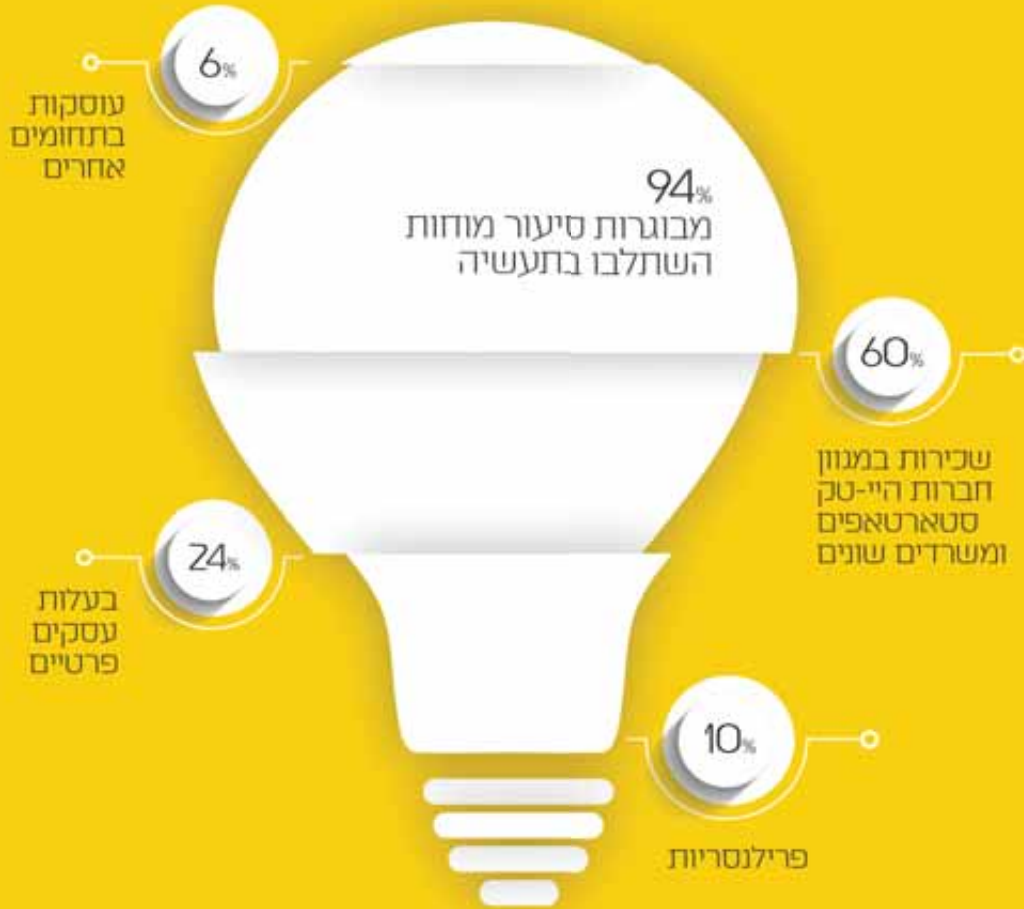 6%
עוסקות
בתחומים
אחרים
94%
מבוגרות סיעור מוחות
השתלבו בתעשיה
60%
שכירות במגוון
חברות היי-טק
סטארטאפים
ומשרדים שונים
24%
בעלות
עסקים
פרטיים
10%
פרילנסריות